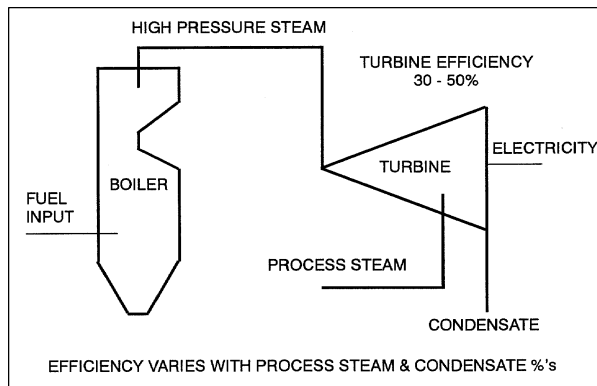 HIGH PRESSURE STEAM
TURBINE EFFICIENCY
30 - 50%
ELECTRICITY
TURBINE
BOILER
FUEL
INPUT
PROCESS STEAM
CONDENSATE
EFFICIENCY VARIES WITH PROCESS STEAM & CONDENSATE %'s